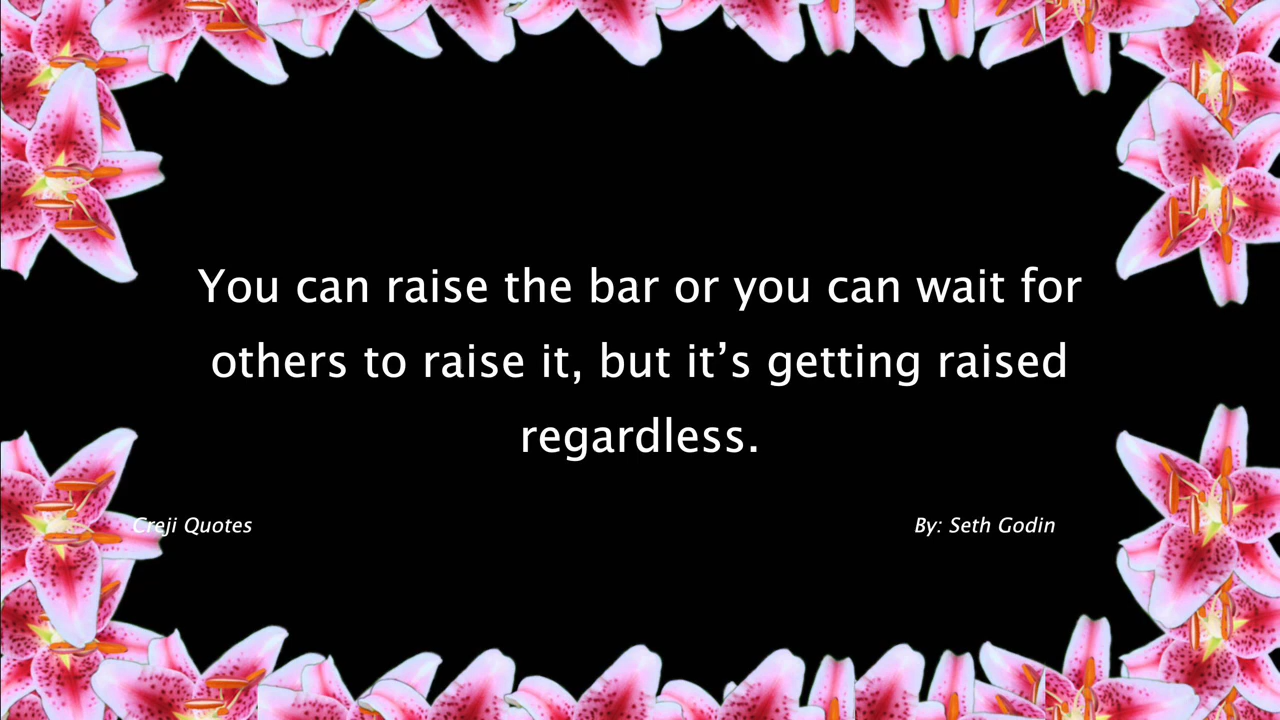 You can raise the bar or you can wait for
others to raise it, but it’s getting raised
regardless.
Creji Quotes
By: Seth Godin